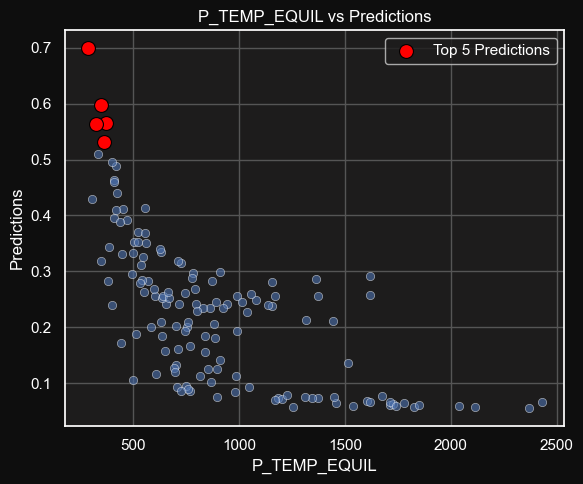 P_TEMP_EQUIL vs Predictions
Top 5 Predictions
Predictions
0.7
0.6
0.5
0.4
0.3
0.2
0.1
500 1000 1500 2000 2500
P_TEMP_EQUIL